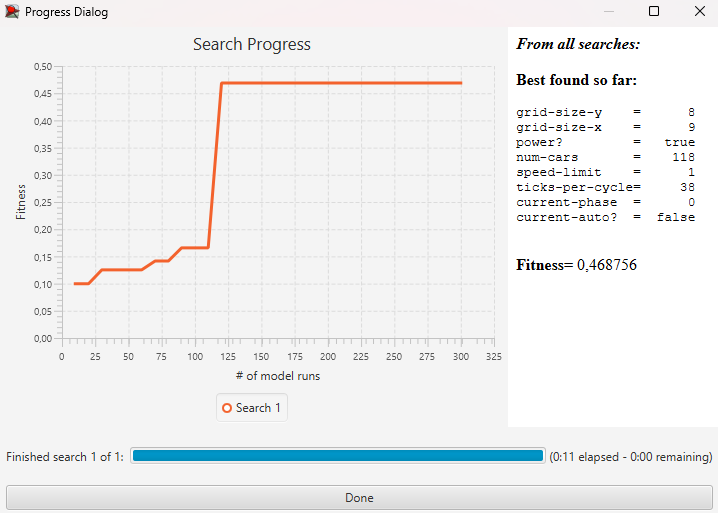 Progress Dialog
Search Progress
0,50
0,45
0,40
0,35
0,30
0,25
0,20
0,15
0,10
0,05
0,00
Fitness
0 25 50 75 100 125 150 175 200 225 250 275 300 325
# of model runs
Search 1
From all searches:
Best found so far:
grid-size-y = 8
grid-size-x = 9
power? = true
num-cars = 118
speed-limit = 1
ticks-per-cycle= 38
current-phase = 0
current-auto? = false
Fitness= 0,468756
Finished search 1 of 1: (0:11 elapsed - 0:00 remaining)
Done